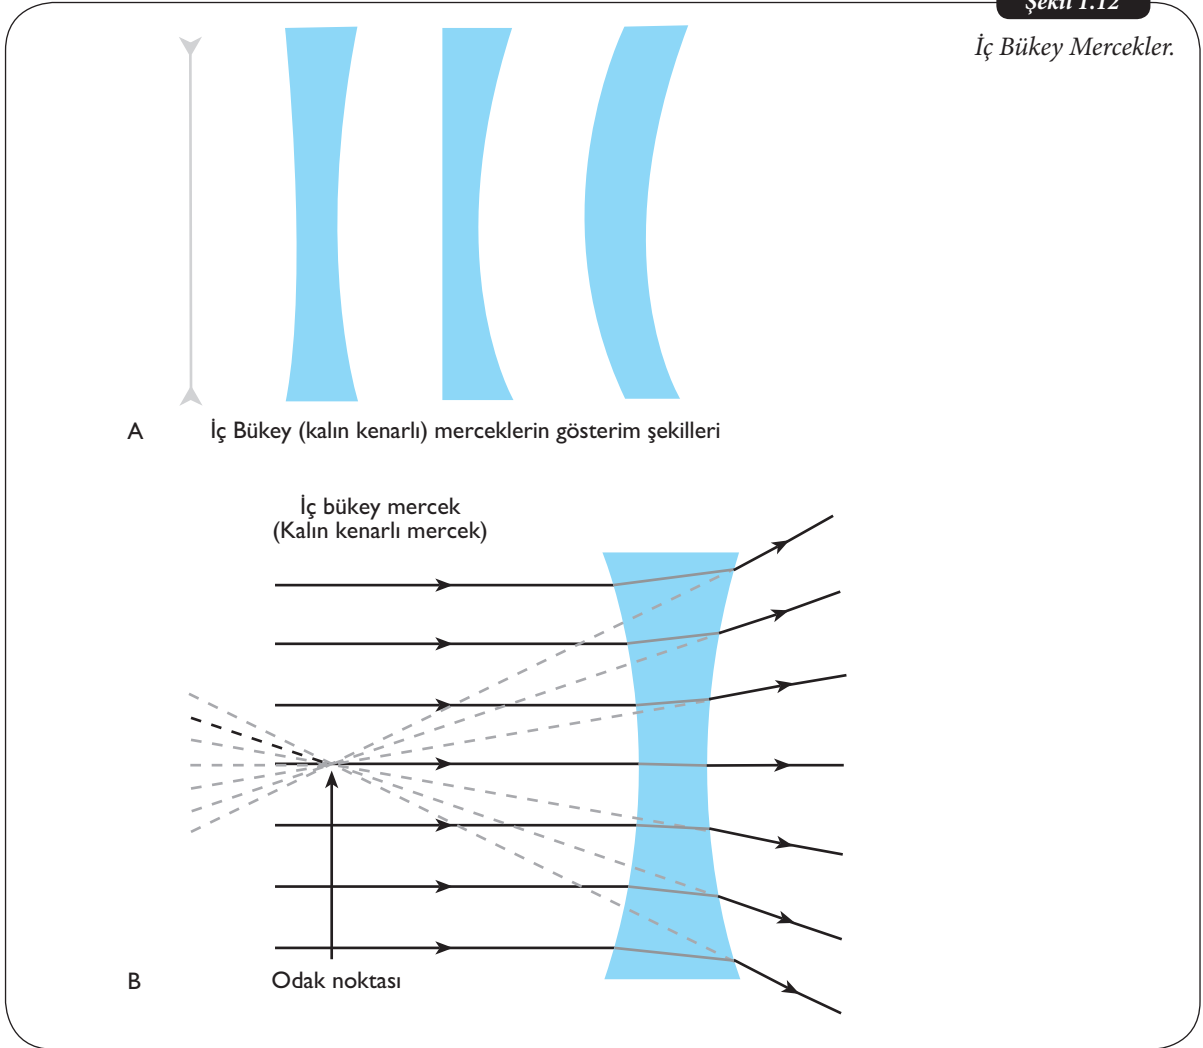 Şekil 1.12
İç Bükey Mercekler.
A İç Bükey (kalın kenarlı) merceklerin gösterim şekilleri
İç bükey mercek
(Kalın kenarlı mercek)
B Odak noktası